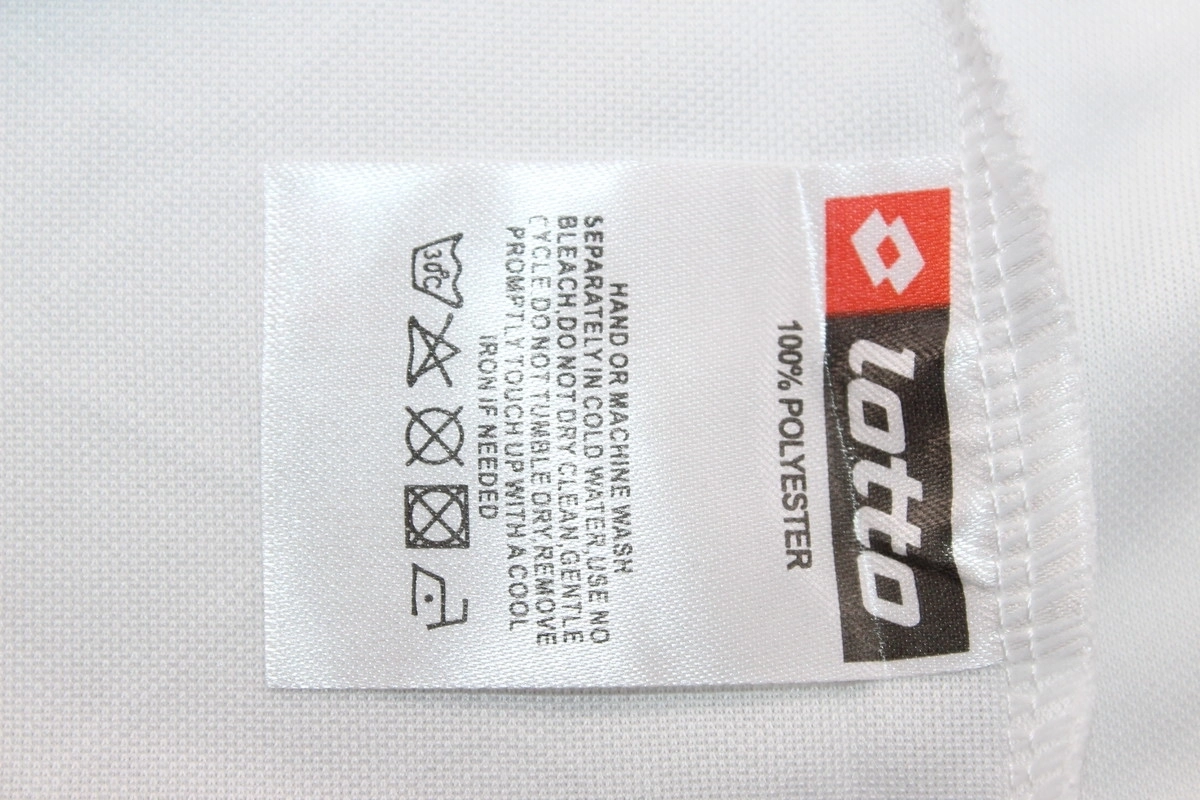 lotto
100% POLYESTER
HAND OR MACHINE WASH
SEPARATELY IN COLD WATER,USE NO
BLEACH,DO NOT DRY CLEAN,GENTLE
CYCLE DO NOT TUMBLE DRY,REMOVE
PROMPTLY TOUCH UP WITH A COOL
IRON IF NEEDED
30°C